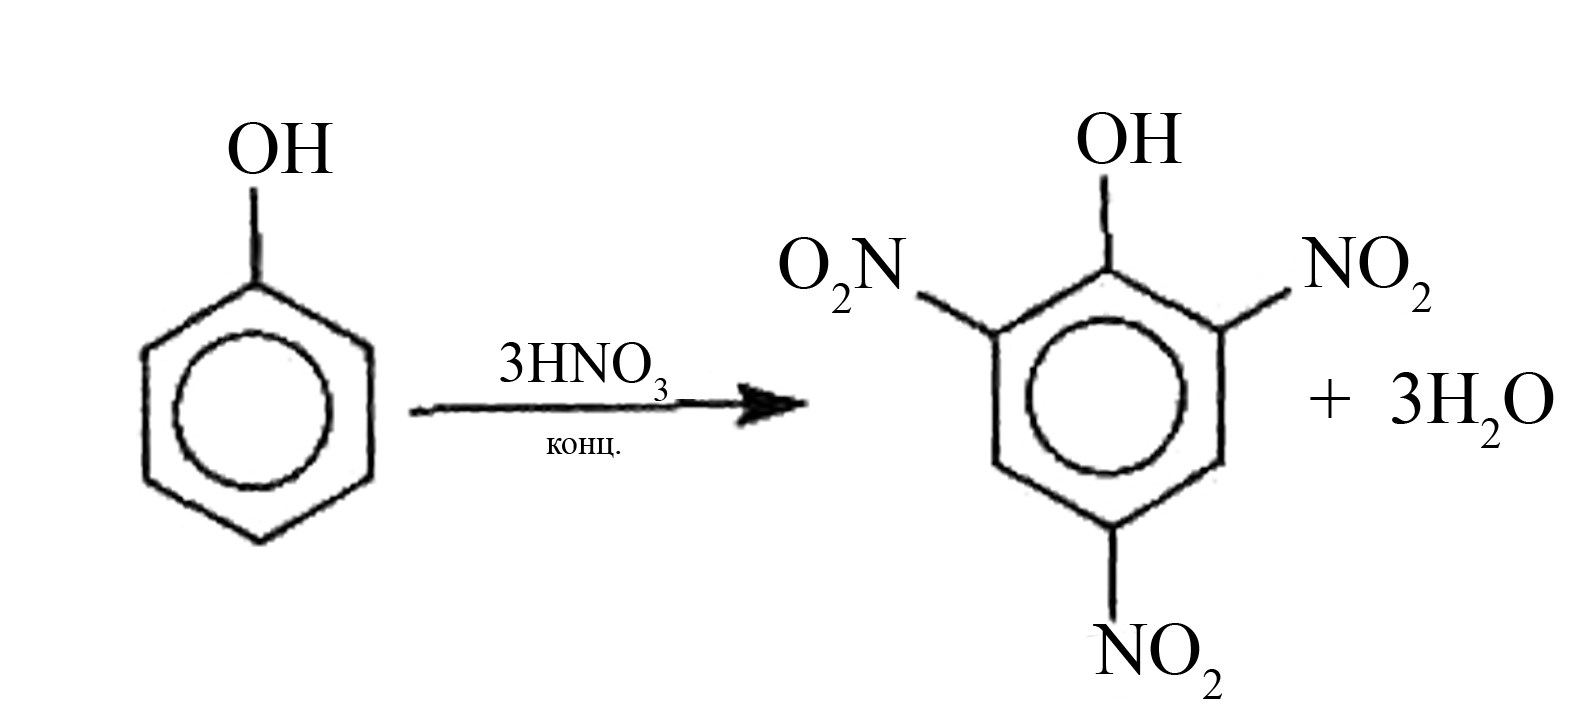 OH
OH
O₂N
NO₂
3HNO₃
конц.
+ 3H₂O
NO₂